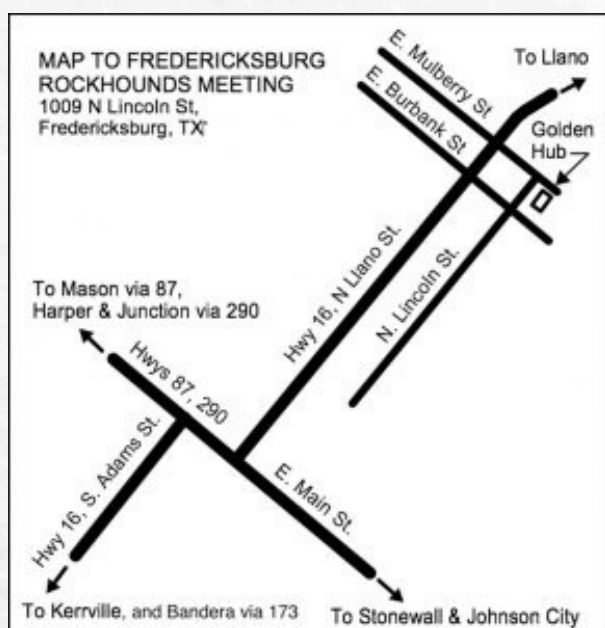 MAP TO FREDERICKSBURG
ROCKHOUNDS MEETING
1009 N Lincoln St,
Fredericksburg, TX
E. Mulberry St
E. Burbank St
To Llano
Golden
Hub
Hwy 16, N Llano St.
N. Lincoln St.
To Mason via 87,
Harper & Junction via 290
Hwys 87, 290
Hwy 16, S. Adams St.
E. Main St.
To Kerrville, and Bandera via 173
To Stonewall & Johnson City